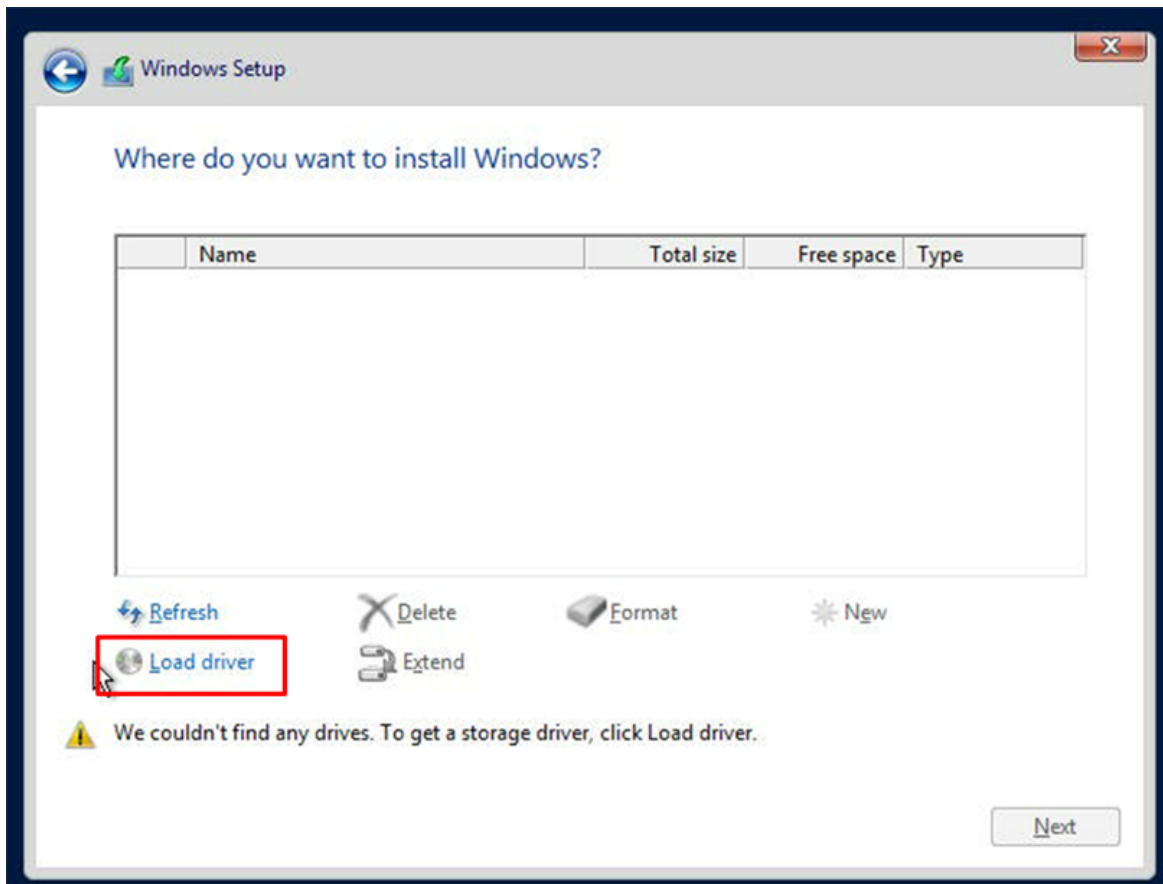 Windows Setup
Where do you want to install Windows?
Name Total size Free space Type
Refresh Delete Format New
Load driver Extend
We couldn't find any drives. To get a storage driver, click Load driver.
Next